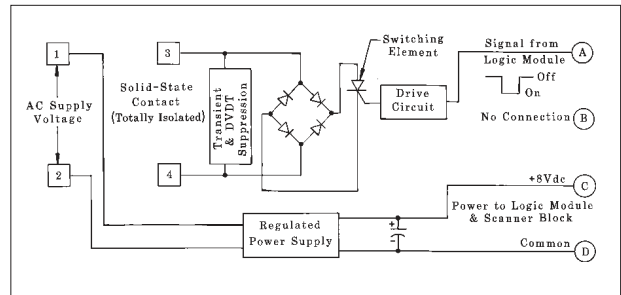 1
3
Switching
Element
Signal from
Logic Module
A
Off
On
AC Supply
Voltage
Solid-State
Contact
(Totally Isolated)
Transient
& DVDT
Suppression
Drive
Circuit
No Connection
B
2
4
+8Vdc
C
Regulated
Power Supply
+
-
Power to Logic Module
& Scanner Block
Common
D